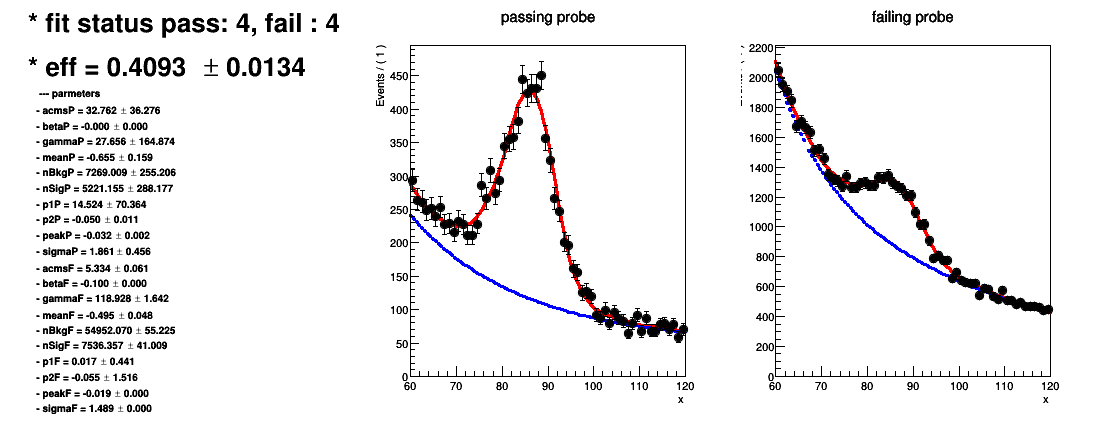 * fit status pass: 4, fail : 4
* eff = 0.4093 ± 0.0134
--- parmeters
- acmsP = 32.762 ± 36.276
- betaP = -0.000 ± 0.000
- gammaP = 27.656 ± 164.874
- meanP = -0.655 ± 0.159
- nBkgP = 7269.009 ± 255.206
- nSigP = 5221.155 ± 288.177
- p1P = 14.524 ± 70.364
- p2P = -0.050 ± 0.011
- peakP = -0.032 ± 0.002
- sigmaP = 1.861 ± 0.456
- acmsF = 5.334 ± 0.061
- betaF = -0.100 ± 0.000
- gammaF = 118.928 ± 1.642
- meanF = -0.495 ± 0.048
- nBkgF = 54952.070 ± 55.225
- nSigF = 7536.357 ± 41.009
- p1F = 0.017 ± 0.441
- p2F = -0.055 ± 1.516
- peakF = -0.019 ± 0.000
- sigmaF = 1.489 ± 0.000
passing probe
Events / ( 1 )
450
400
350
300
250
200
150
100
50
0
60 70 80 90 100 110 120
x
failing probe
2200
2000
1800
1600
1400
1200
1000
800
600
400
200
0
60 70 80 90 100 110 120
x